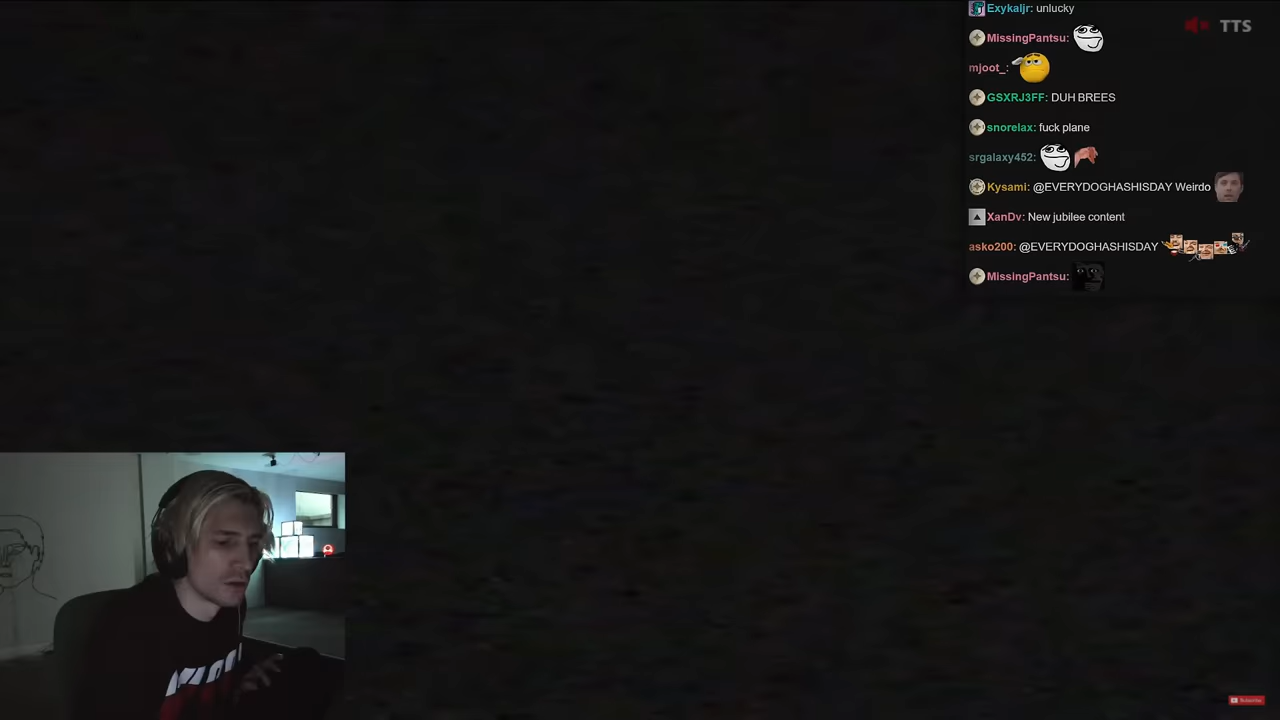 Exykaljr: unlucky
TTS
MissingPantsu:
mjoot_:
GSXRJ3FF: DUH BREES
snorelax: fuck plane
srgalaxy452:
Kysami: @EVERYDOGHASHISDAY Weirdo
XanDv: New jubilee content
asko200: @EVERYDOGHASHISDAY
MissingPantsu:
Subscribe